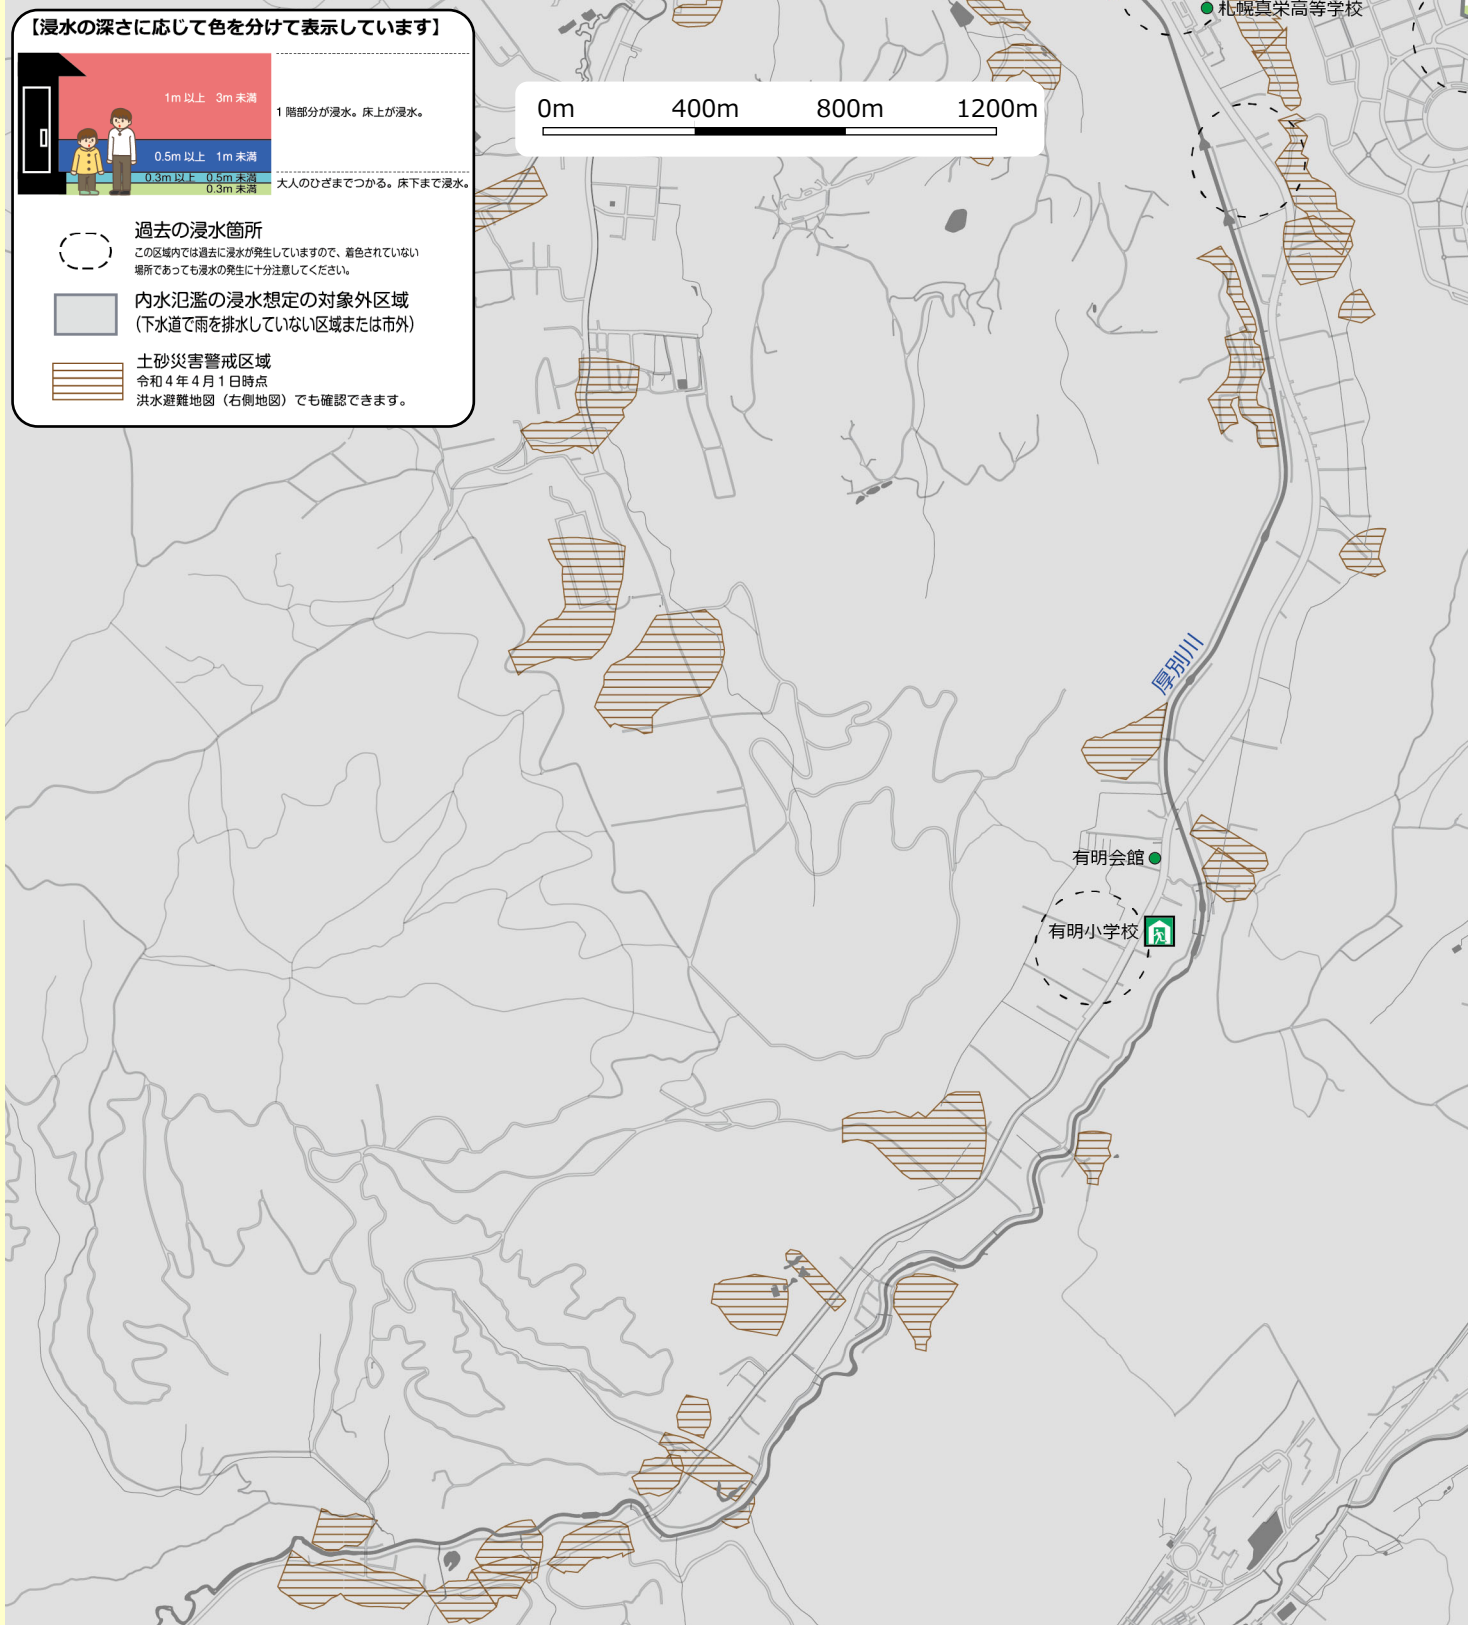 【浸水の深さに応じて色を分けて表示しています】
1m 以上 3m 未満
1 階部分が浸水。床上が浸水。
0.5m 以上 1m 未満
0.3m 以上 0.5m 未満
0.3m 未満
大人のひざまでつかる。床下まで浸水。
過去の浸水箇所
この区域内では過去に浸水が発生していますので、着色されていない
場所であっても浸水の発生に十分注意してください。
内水氾濫の浸水想定の対象外区域
(下水道で雨を排水していない区域または市外)
土砂災害警戒区域
令和４年４月１日時点
洪水避難地図（右側地図）でも確認できます。
0m 400m 800m 1200m
札幌真栄高等学校
厚別川
有明会館
有明小学校